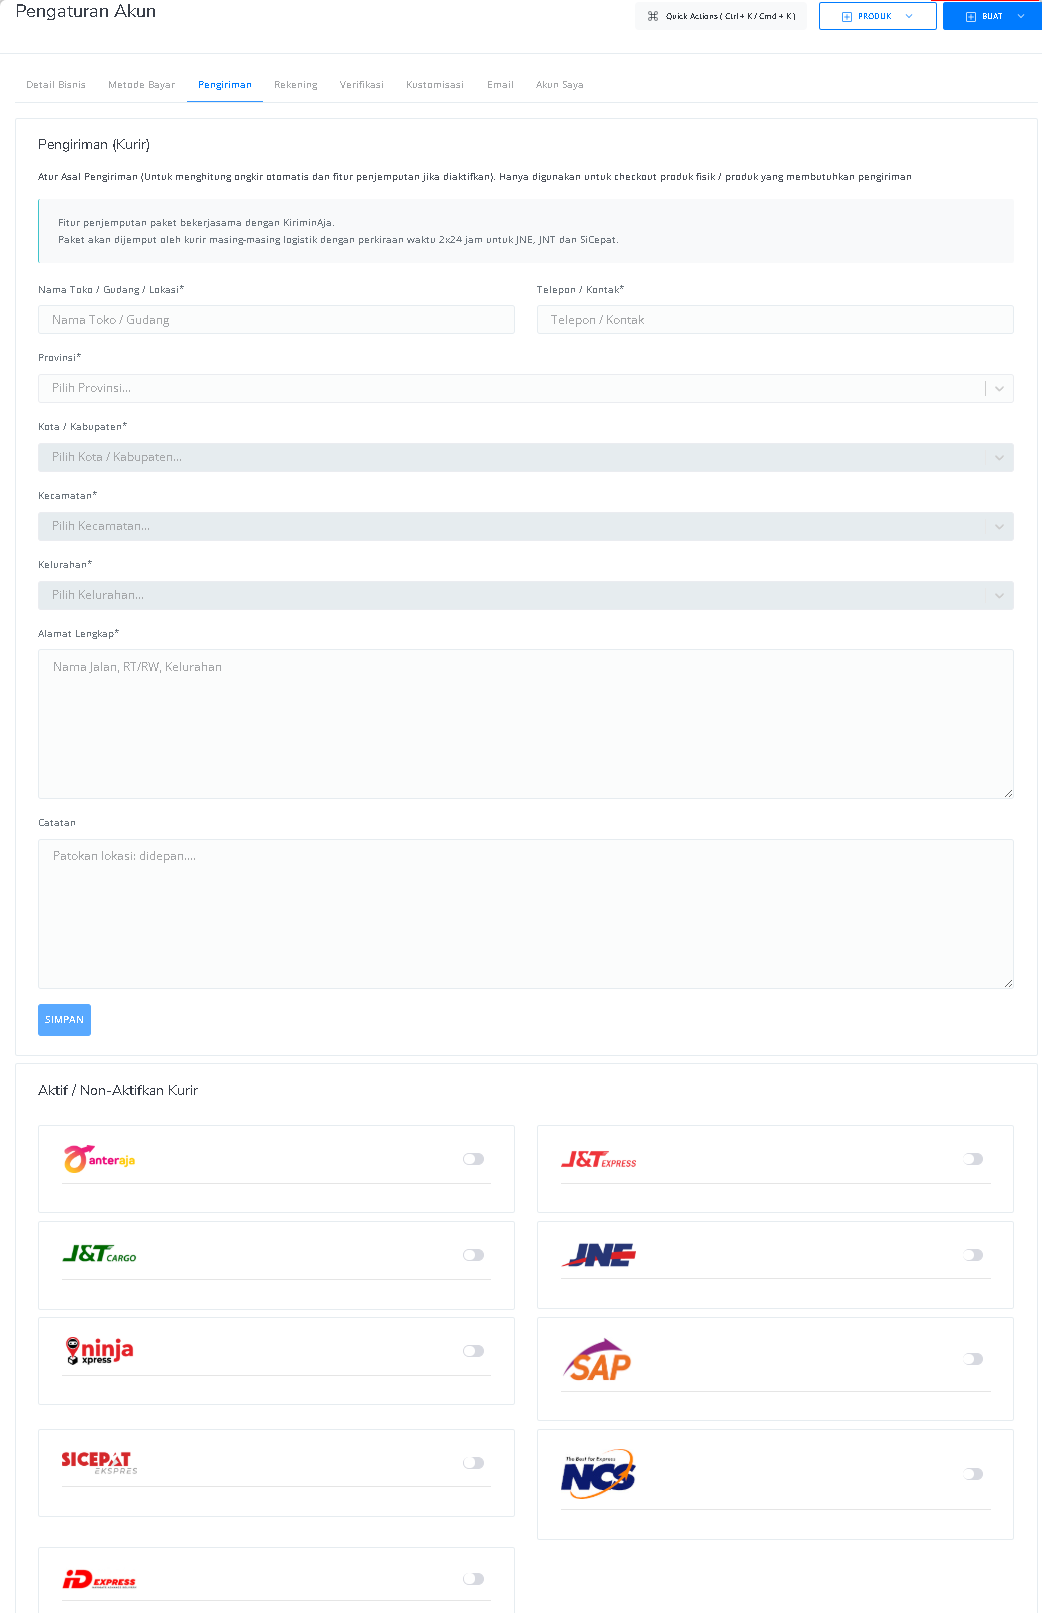 Pengaturan Akun
Quick Actions ( Ctrl + K / Cmd + K )
PRODUK
BUAT
Detail Bisnis
Metode Bayar
Pengiriman
Rekening
Verifikasi
Kustomisasi
Email
Akun Saya
Pengiriman (Kurir)
Atur Asal Pengiriman (Untuk menghitung ongkir otomatis dan fitur penjemputan jika diaktifkan). Hanya digunakan untuk checkout produk fisik / produk yang membutuhkan pengiriman
Fitur penjemputan paket bekerjasama dengan KiriminAja.
Paket akan dijemput oleh kurir masing-masing logistik dengan perkiraan waktu 2x24 jam untuk JNE, JNT dan SiCepat.
Nama Toko / Gudang / Lokasi*
Telepon / Kontak*
Nama Toko / Gudang
Telepon / Kontak
Provinsi*
Pilih Provinsi...
Kota / Kabupaten*
Pilih Kota / Kabupaten...
Kecamatan*
Pilih Kecamatan...
Kelurahan*
Pilih Kelurahan...
Alamat Lengkap*
Nama Jalan, RT/RW, Kelurahan
Catatan
Patokan lokasi: didepan....
SIMPAN
Aktif / Non-Aktifkan Kurir
anteraja
J&T EXPRESS
J&T CARGO
JNE
ninja
xpress
SAP
SICEPAT
EKSPRES
The Best for Express
NCS
iD EXPRESS